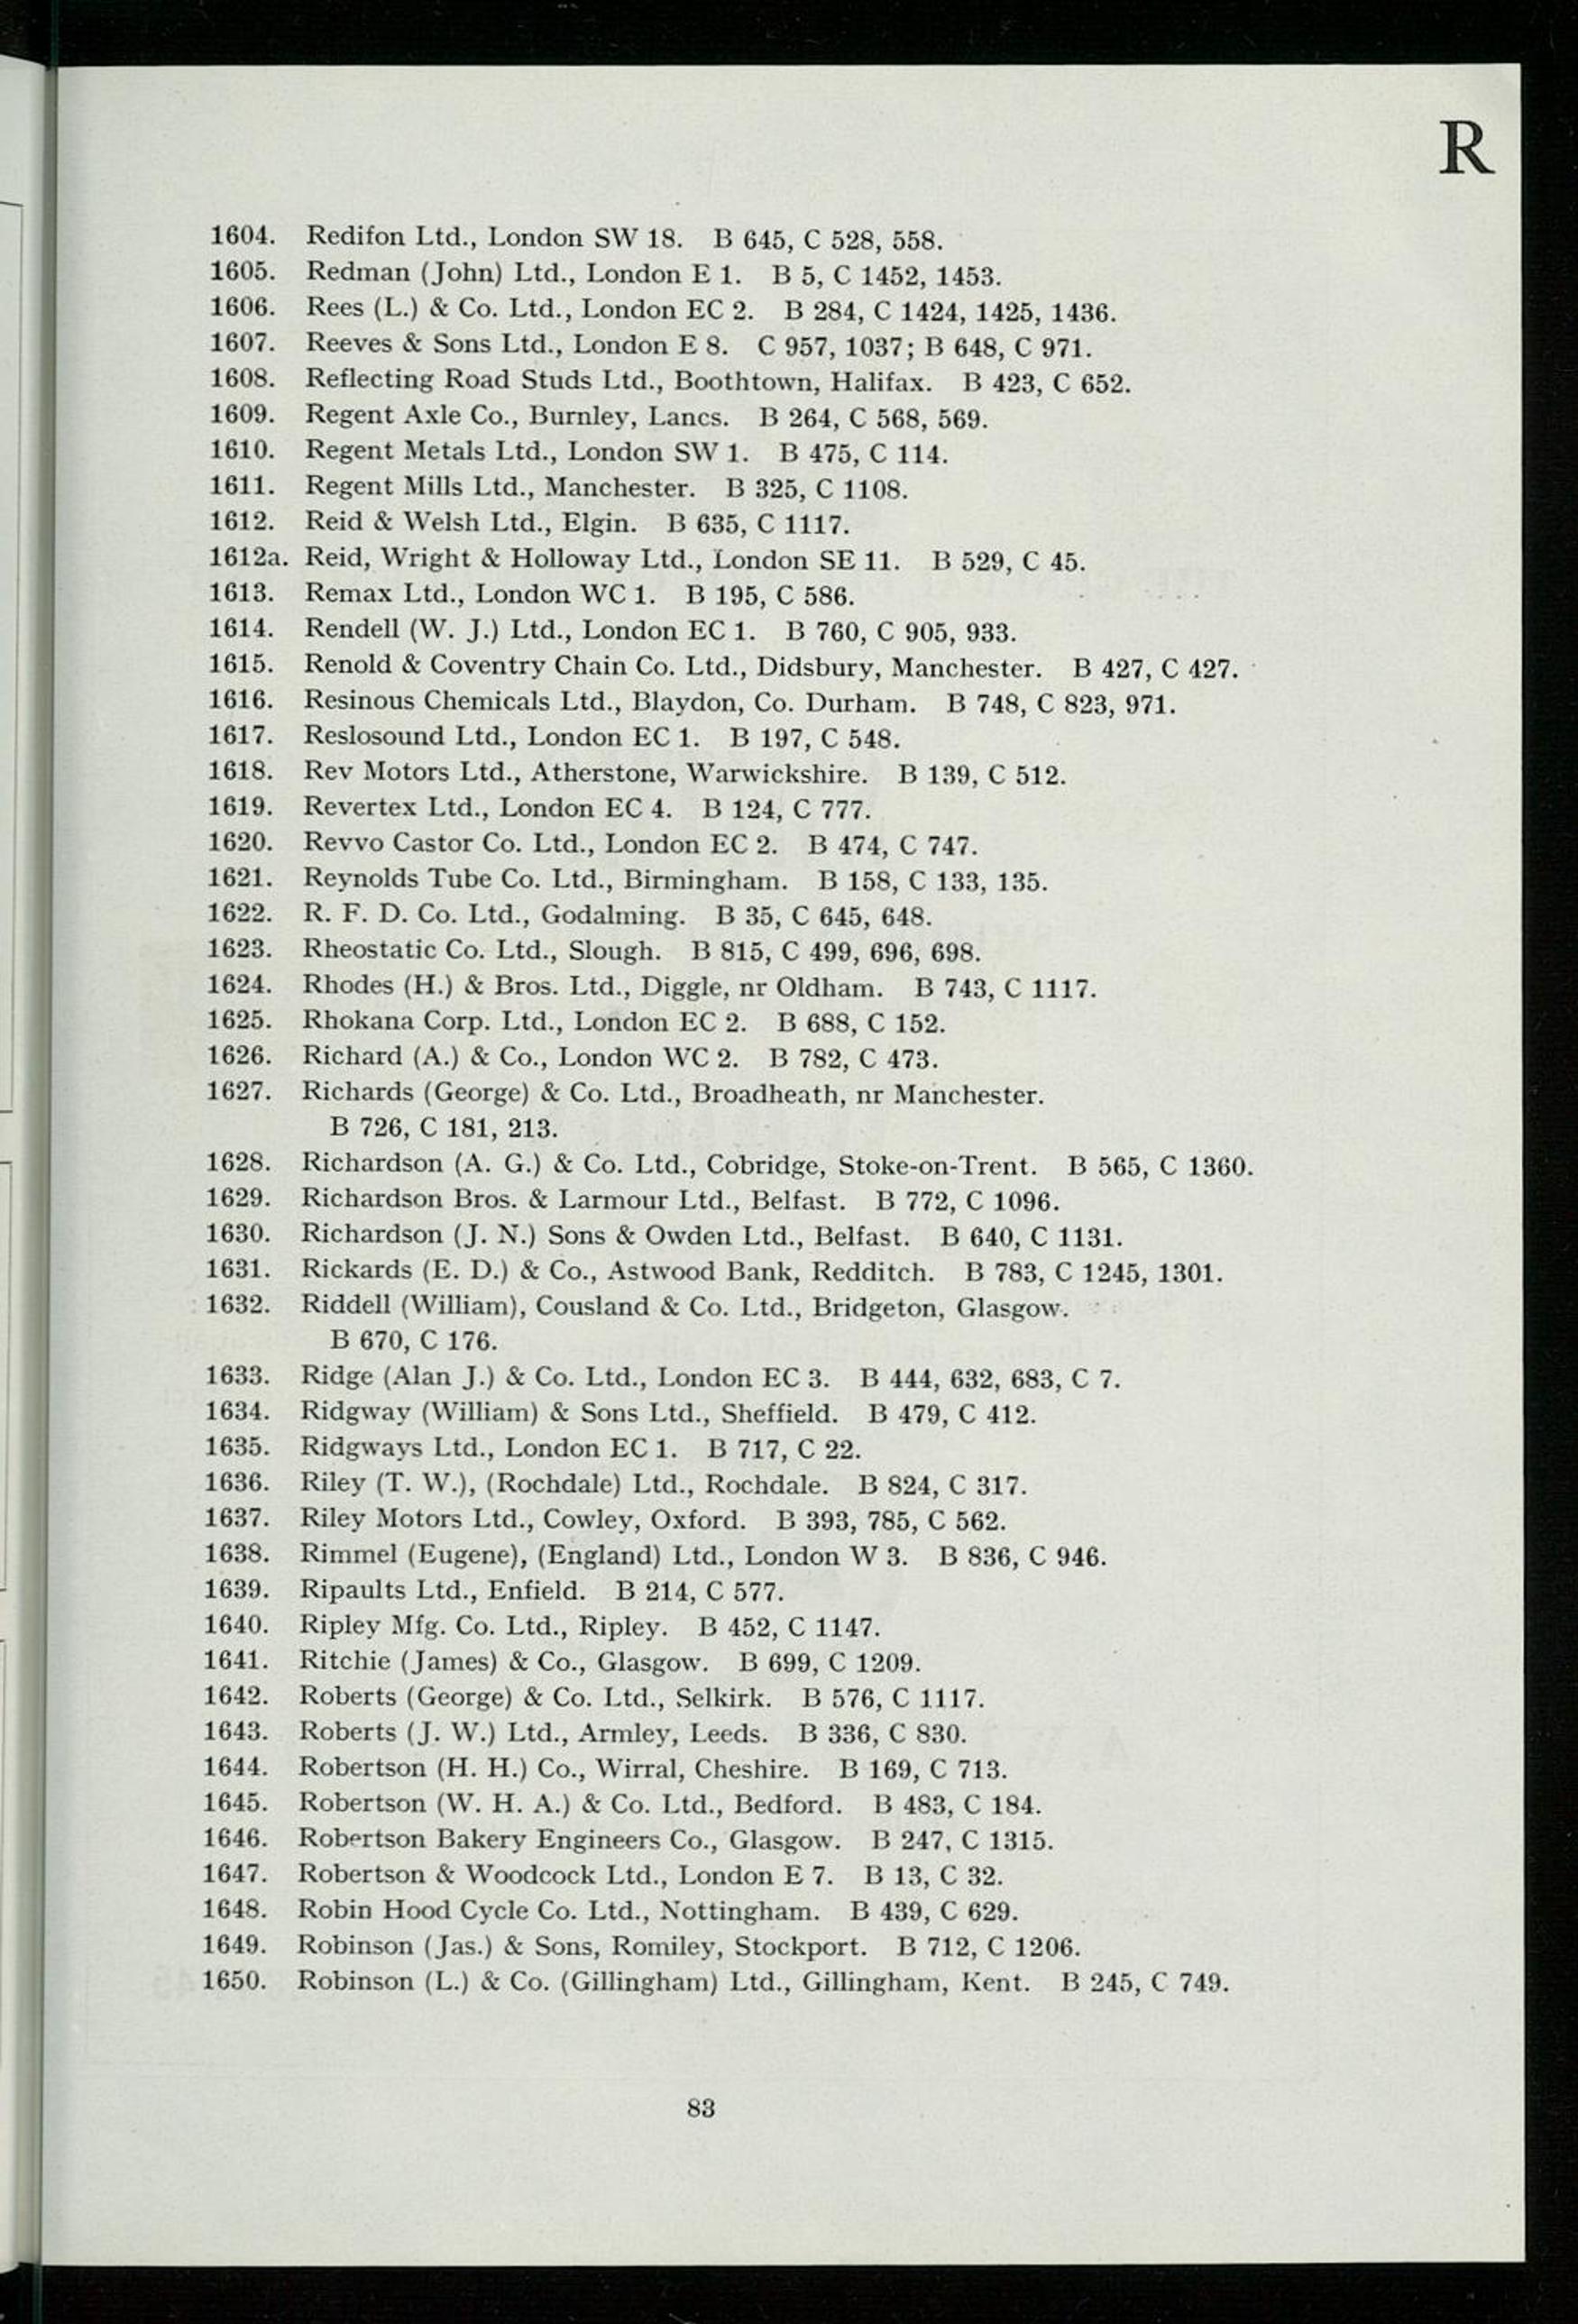 R
1604. Redifon Ltd., London SW 18. B 645, C 528, 558.
1605. Redman (John) Ltd., London E 1. B 5, C 1452, 1453.
1606. Rees (L.) & Co. Ltd., London EC 2. B 284, C 1424, 1425, 1436.
1607. Reeves & Sons Ltd., London E 8. C 957, 1037; B 648, C 971.
1608. Reflecting Road Studs Ltd., Boothtown, Halifax. B 423, C 652.
1609. Regent Axle Co., Burnley, Lancs. B 264, C 568, 569.
1610. Regent Metals Ltd., London SW 1. B 475, C 114.
1611. Regent Mills Ltd., Manchester. B 325, C 1108.
1612. Reid & Welsh Ltd., Elgin. B 635, C 1117.
1612a. Reid, Wright & Holloway Ltd., London SE 11. B 529, C 45.
1613. Remax Ltd., London WC 1. B 195, C 586.
1614. Rendell (W. J.) Ltd., London EC 1. B 760, C 905, 933.
1615. Renold & Coventry Chain Co. Ltd., Didsbury, Manchester. B 427, C 427.
1616. Resinous Chemicals Ltd., Blaydon, Co. Durham. B 748, C 823, 971.
1617. Reslosound Ltd., London EC 1. B 197, C 548.
1618. Rev Motors Ltd., Atherstone, Warwickshire. B 139, C 512.
1619. Revertex Ltd., London EC 4. B 124, C 777.
1620. Revvo Castor Co. Ltd., London EC 2. B 474, C 747.
1621. Reynolds Tube Co. Ltd., Birmingham. B 158, C 133, 135.
1622. R. F. D. Co. Ltd., Godalming. B 35, C 645, 648.
1623. Rheostatic Co. Ltd., Slough. B 815, C 499, 696, 698.
1624. Rhodes (H.) & Bros. Ltd., Diggle, nr Oldham. B 743, C 1117.
1625. Rhokana Corp. Ltd., London EC 2. B 688, C 152.
1626. Richard (A.) & Co., London WC 2. B 782, C 473.
1627. Richards (George) & Co. Ltd., Broadheath, nr Manchester.
B 726, C 181, 213.
1628. Richardson (A. G.) & Co. Ltd., Cobridge, Stoke-on-Trent. B 565, C 1360.
1629. Richardson Bros. & Larmour Ltd., Belfast. B 772, C 1096.
1630. Richardson (J. N.) Sons & Owden Ltd., Belfast. B 640, C 1131.
1631. Rickards (E. D.) & Co., Astwood Bank, Redditch. B 783, C 1245, 1301.
1632. Riddell (William), Cousland & Co. Ltd., Bridgeton, Glasgow.
B 670, C 176.
1633. Ridge (Alan J.) & Co. Ltd., London EC 3. B 444, 632, 683, C 7.
1634. Ridgway (William) & Sons Ltd., Sheffield. B 479, C 412.
1635. Ridgways Ltd., London EC 1. B 717, C 22.
1636. Riley (T. W.), (Rochdale) Ltd., Rochdale. B 824, C 317.
1637. Riley Motors Ltd., Cowley, Oxford. B 393, 785, C 562.
1638. Rimmel (Eugene), (England) Ltd., London W 3. B 836, C 946.
1639. Ripaults Ltd., Enfield. B 214, C 577.
1640. Ripley Mfg. Co. Ltd., Ripley. B 452, C 1147.
1641. Ritchie (James) & Co., Glasgow. B 699, C 1209.
1642. Roberts (George) & Co. Ltd., Selkirk. B 576, C 1117.
1643. Roberts (J. W.) Ltd., Armley, Leeds. B 336, C 830.
1644. Robertson (H. H.) Co., Wirral, Cheshire. B 169, C 713.
1645. Robertson (W. H. A.) & Co. Ltd., Bedford. B 483, C 184.
1646. Robertson Bakery Engineers Co., Glasgow. B 247, C 1315.
1647. Robertson & Woodcock Ltd., London E 7. B 13, C 32.
1648. Robin Hood Cycle Co. Ltd., Nottingham. B 439, C 629.
1649. Robinson (Jas.) & Sons, Romiley, Stockport. B 712, C 1206.
1650. Robinson (L.) & Co. (Gillingham) Ltd., Gillingham, Kent. B 245, C 749.
83